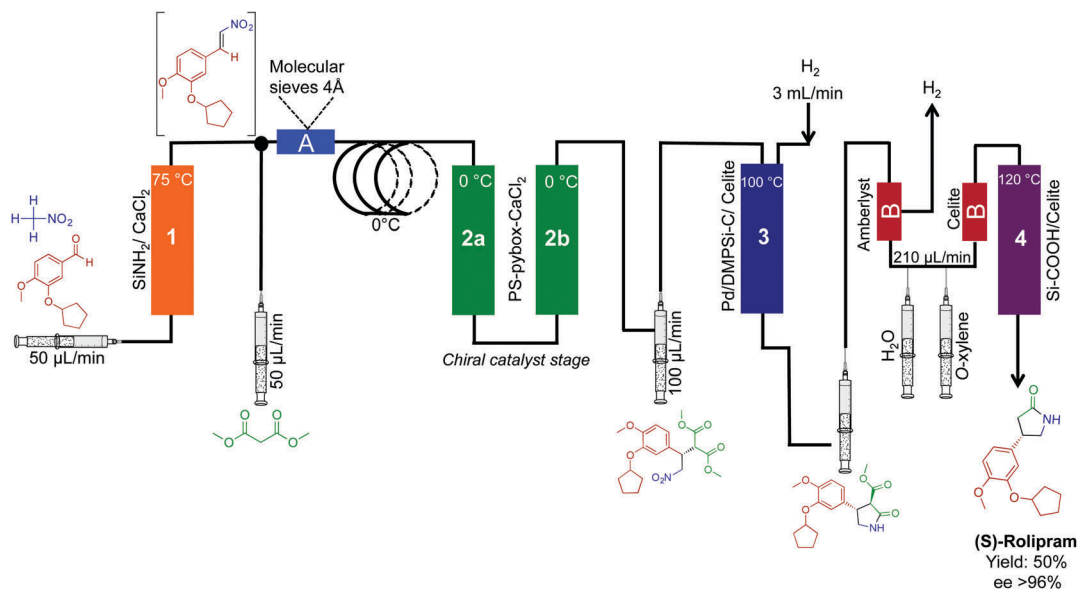 NO₂
H
O
O
Molecular
sieves 4Å
A
0°C
H
H
H
NO₂
O
H
O
O
50 µL/min
75 °C
1
SiNH₂/ CaCl₂
50 µL/min
O
O
O
O
0 °C
2a
PS-pybox-CaCl₂
0 °C
2b
Chiral catalyst stage
100 µL/min
O
O
O
O
O
O
NO₂
H₂
3 mL/min
100 °C
3
Pd/DMPSi-C/ Celite
O
O
O
O
O
NH
H₂
Amberlyst
B
Celite
B
210 µL/min
H₂O
O-xylene
120 °C
4
Si-COOH/Celite
O
NH
O
O
(S)-Rolipram
Yield: 50%
ee >96%